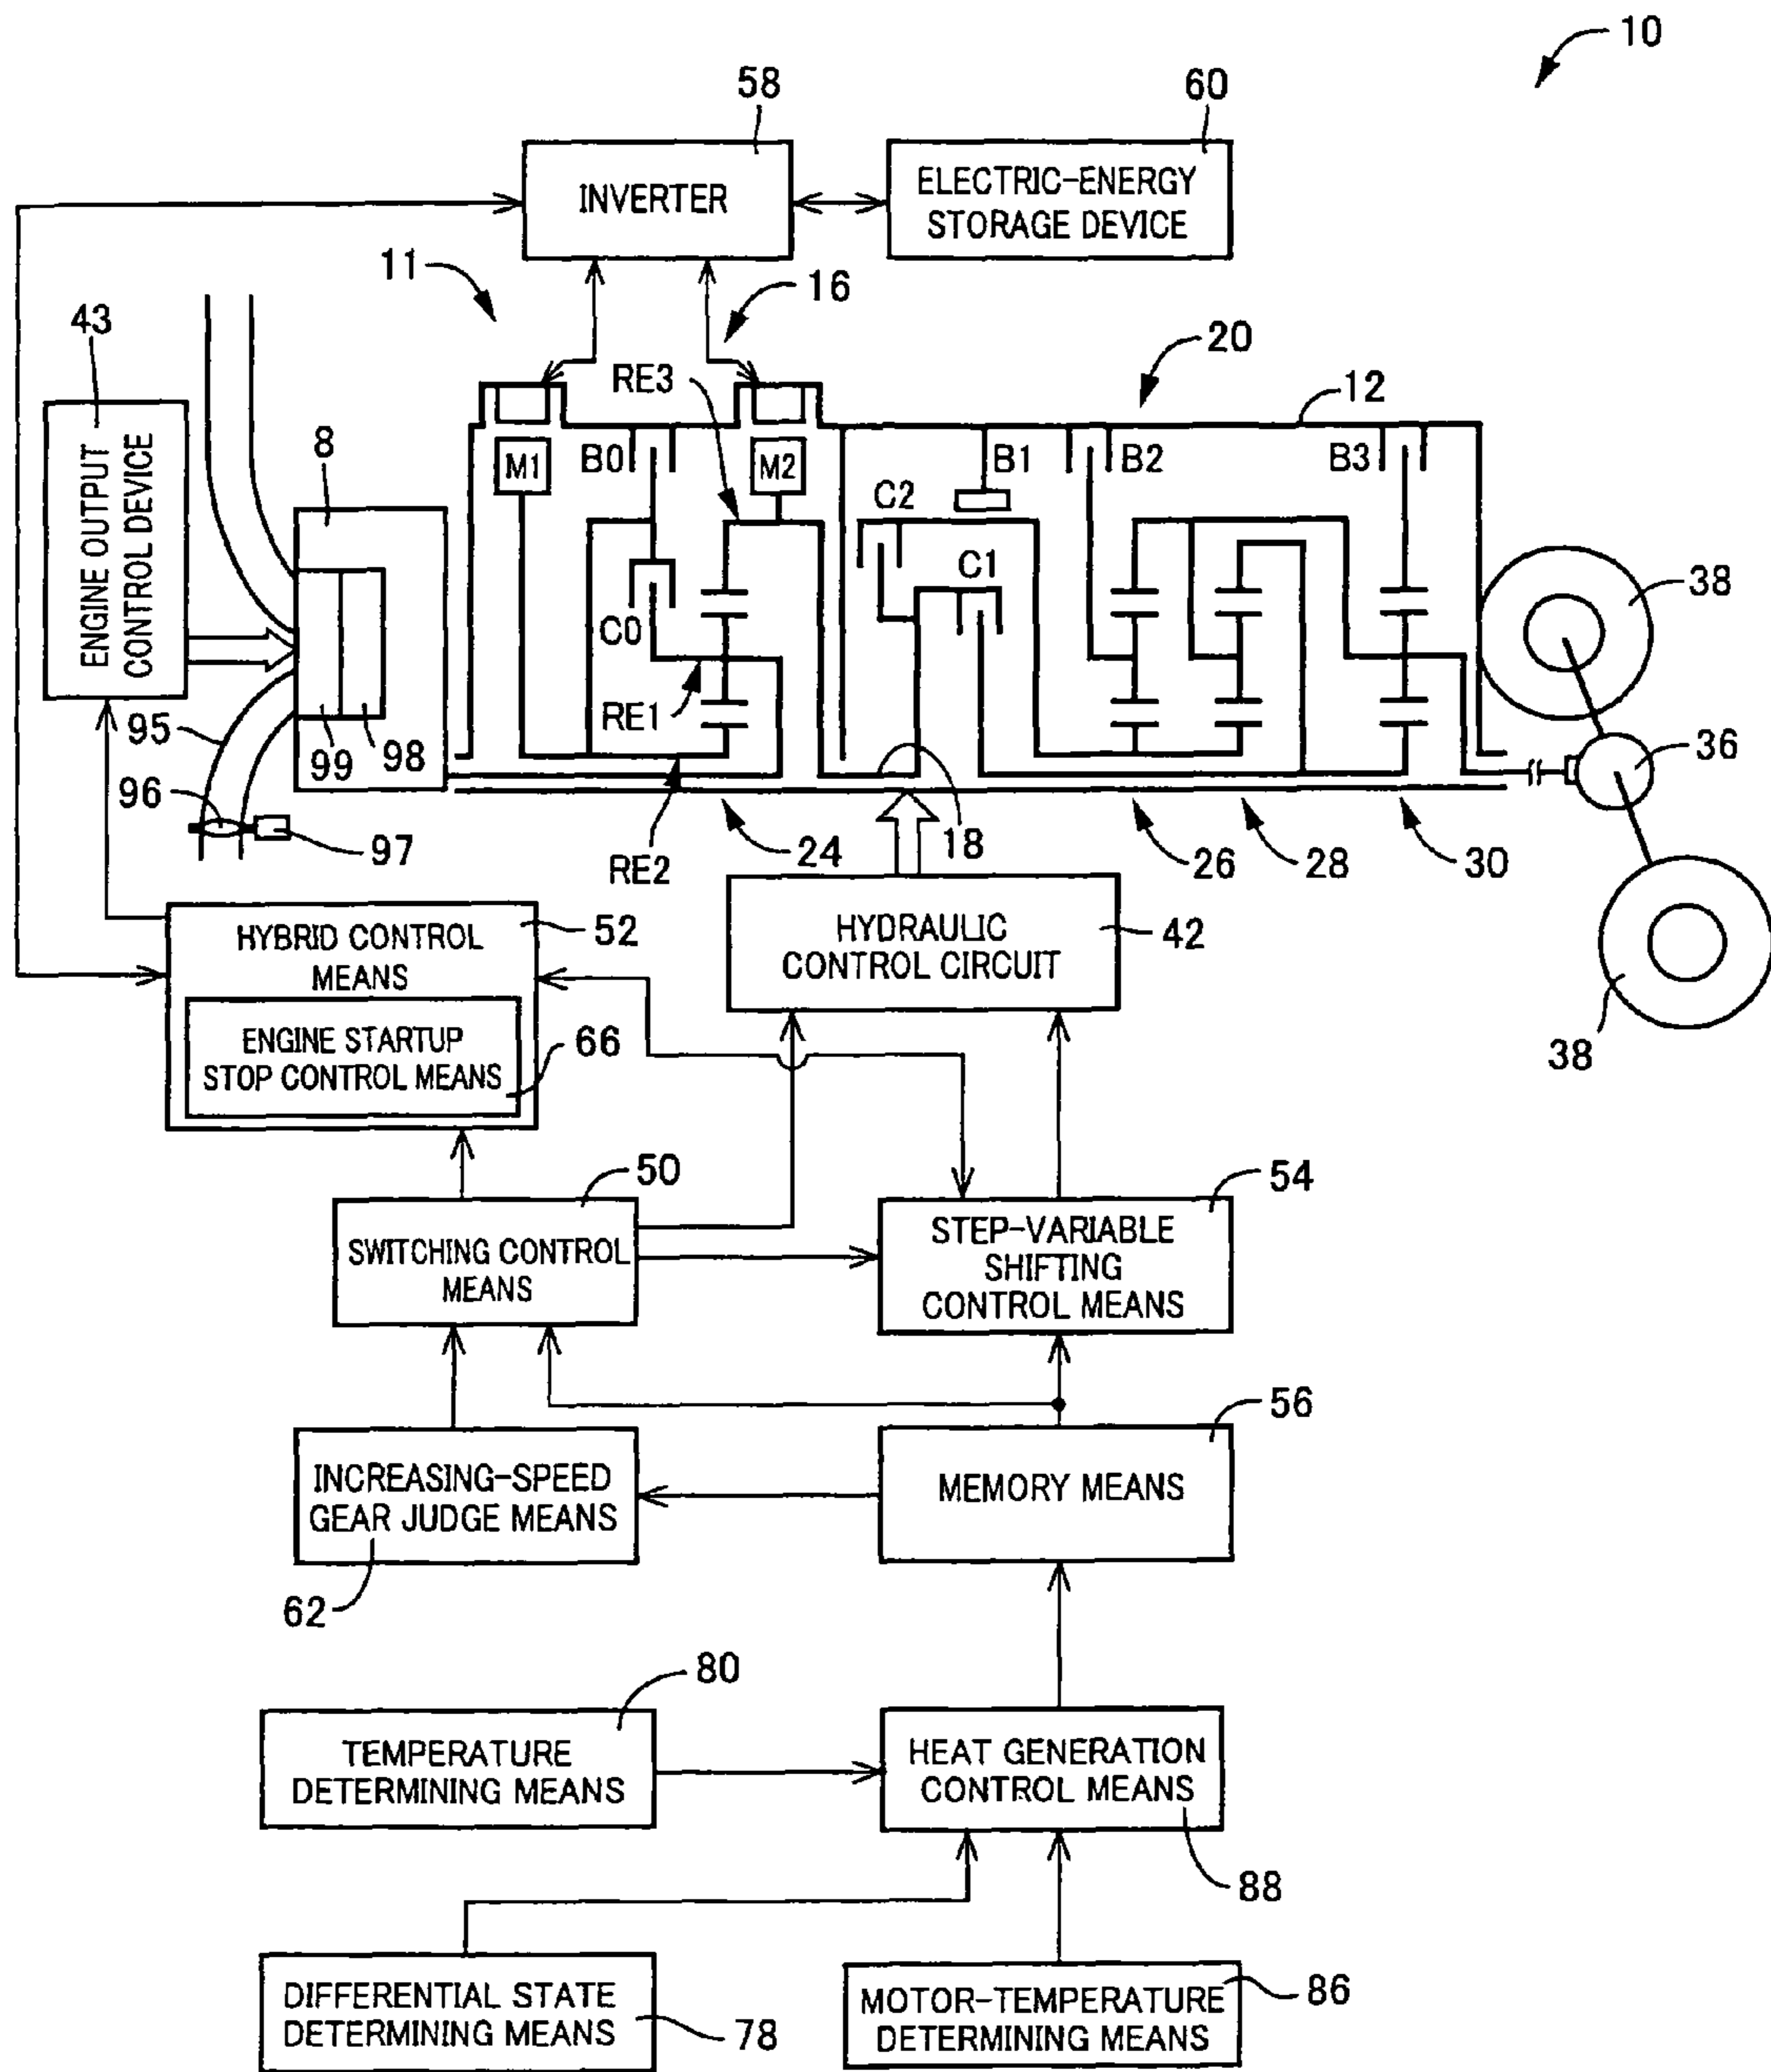 10
58
60
INVERTER
ELECTRIC-ENERGY
STORAGE DEVICE
11
16
43
20
RE3
12
ENGINE OUTPUT
CONTROL DEVICE
8
M1
B0
M2
B1
B2
B3
C2
C1
38
C0
RE1
95
99
98
36
96
97
RE2
24
18
26
28
30
HYBRID CONTROL
MEANS
52
HYDRAULIC
CONTROL CIRCUIT
42
38
ENGINE STARTUP
STOP CONTROL MEANS
66
50
54
SWITCHING CONTROL
MEANS
STEP-VARIABLE
SHIFTING
CONTROL MEANS
56
INCREASING-SPEED
GEAR JUDGE MEANS
MEMORY MEANS
62
80
TEMPERATURE
DETERMINING MEANS
HEAT GENERATION
CONTROL MEANS
88
DIFFERENTIAL STATE
DETERMINING MEANS
78
MOTOR-TEMPERATURE
DETERMINING MEANS
86